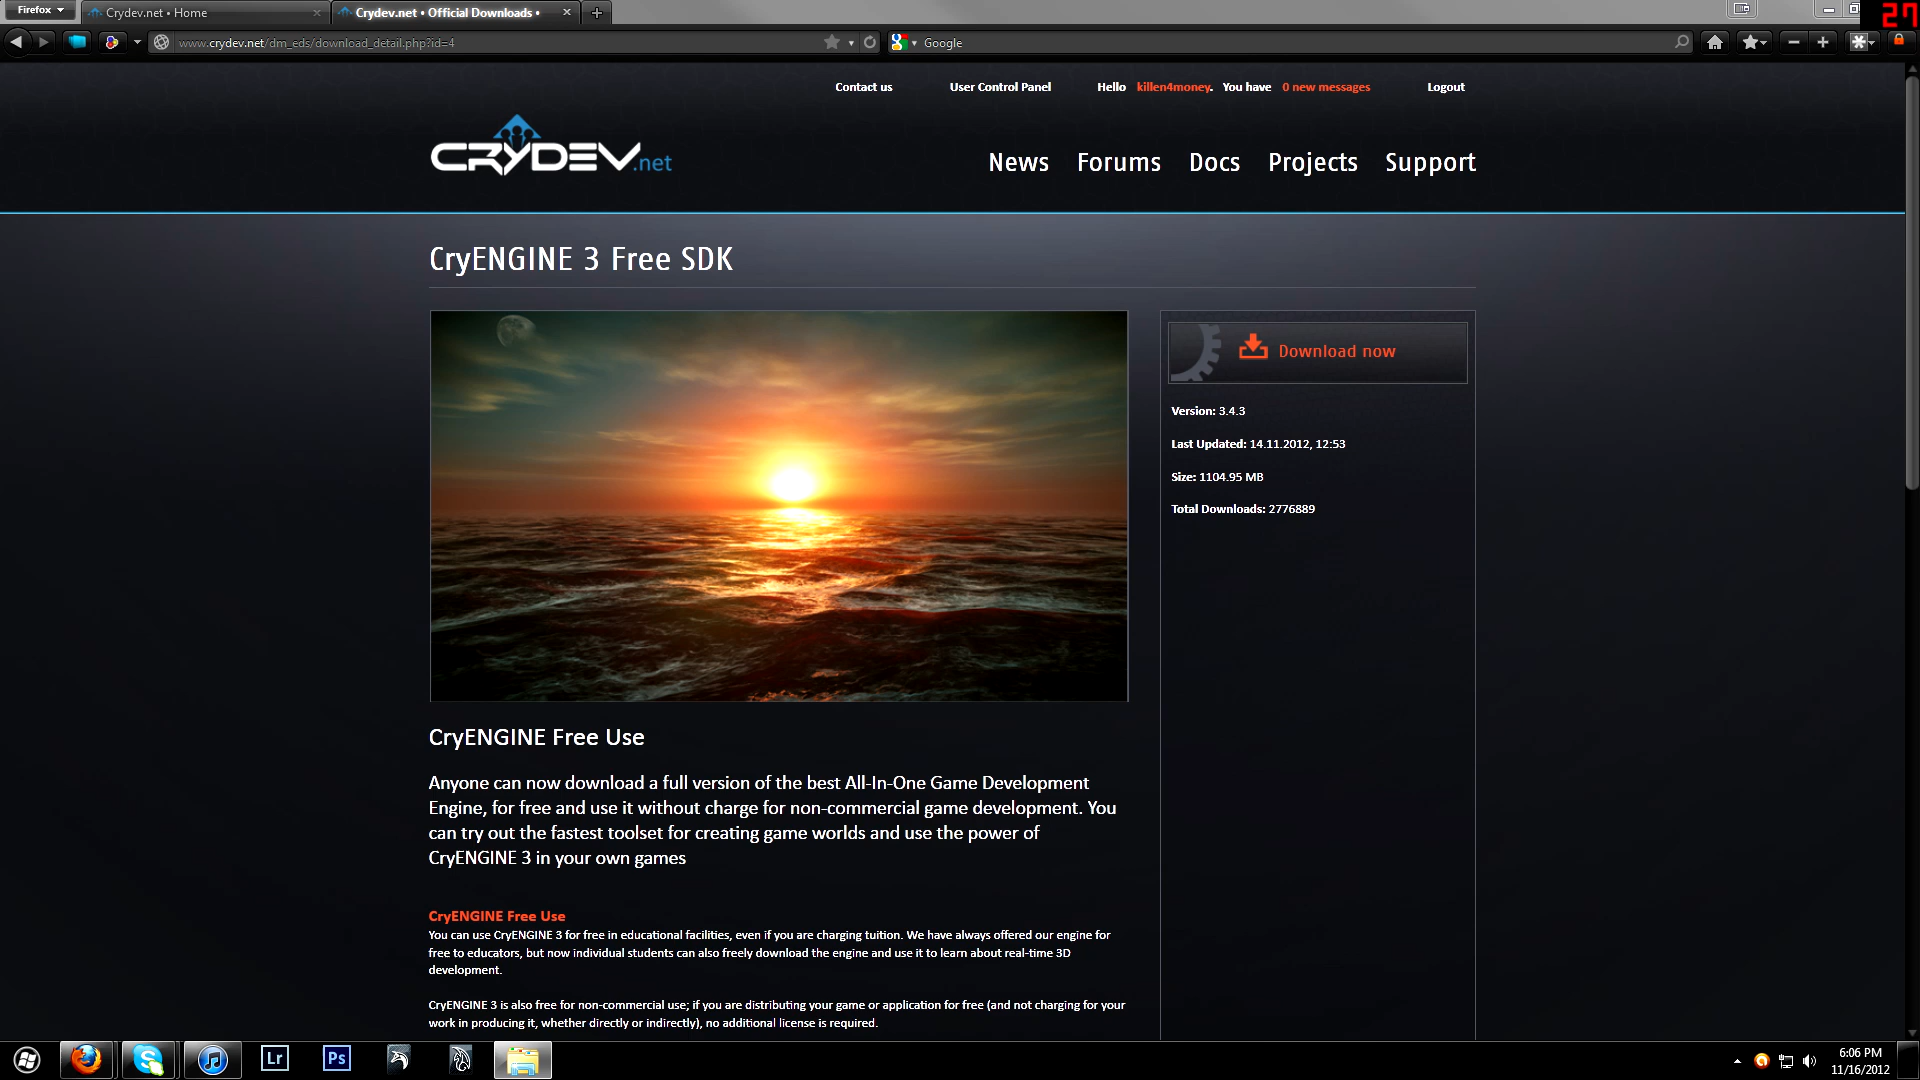 Firefox
Crydev.net • Home
Crydev.net • Official Downloads •
27
www.crydev.net/dm_eds/download_detail.php?id=4
Google
Contact us
User Control Panel
Hello killen4money. You have 0 new messages
Logout
CRYDEV.net
News
Forums
Docs
Projects
Support
CryENGINE 3 Free SDK
Download now
Version: 3.4.3
Last Updated: 14.11.2012, 12:53
Size: 1104.95 MB
Total Downloads: 2776889
CryENGINE Free Use
Anyone can now download a full version of the best All-In-One Game Development
Engine, for free and use it without charge for non-commercial game development. You
can try out the fastest toolset for creating game worlds and use the power of
CryENGINE 3 in your own games
CryENGINE Free Use
You can use CryENGINE 3 for free in educational facilities, even if you are charging tuition. We have always offered our engine for
free to educators, but now individual students can also freely download the engine and use it to learn about real-time 3D
development.
CryENGINE 3 is also free for non-commercial use; if you are distributing your game or application for free (and not charging for your
work in producing it, whether directly or indirectly), no additional license is required.
Lr
Ps
6:06 PM
11/16/2012